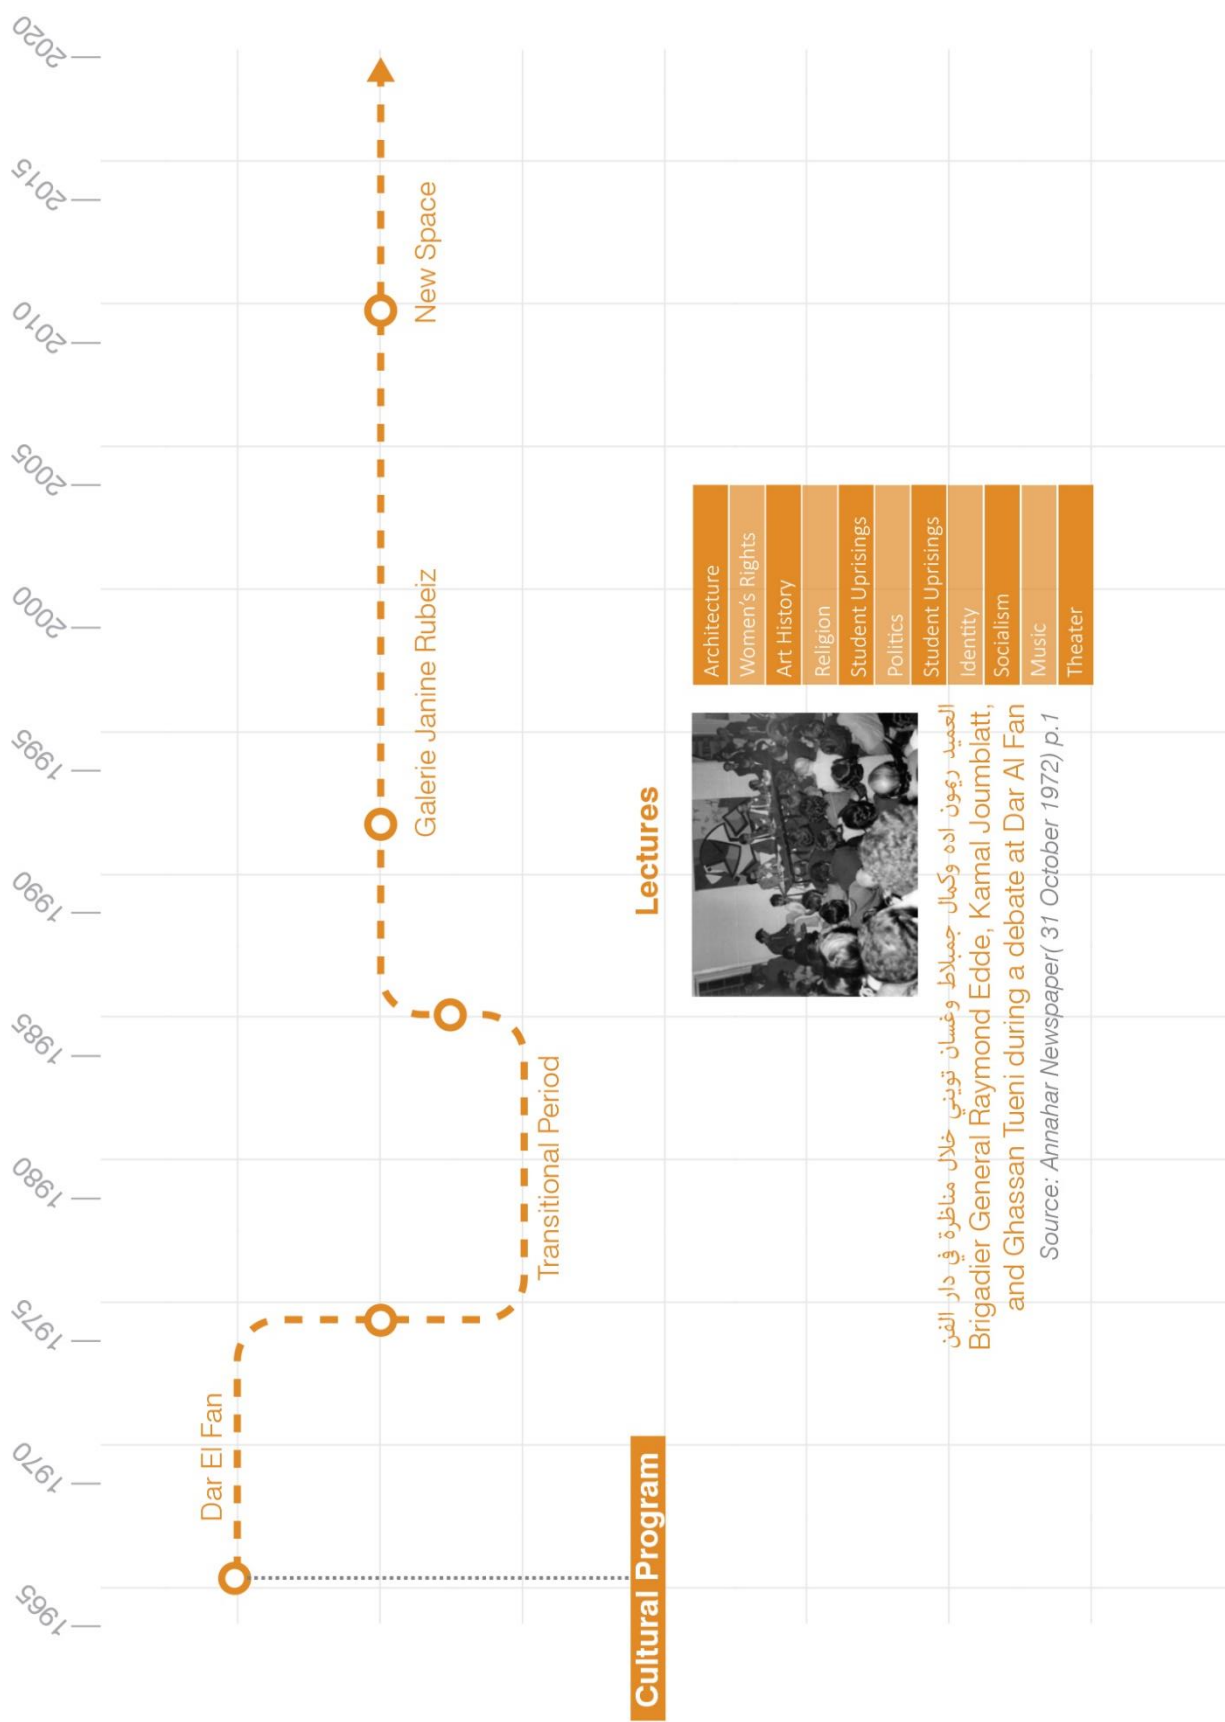 1965
1970
1975
1980
1985
1990
1995
2000
2005
2010
2015
2020
Dar El Fan
Transitional Period
Galerie Janine Rubeiz
New Space
Cultural Program
Lectures
العميد ريمون اده وكمال جمبلاط وغسان تويني خلال مناظرة في دار الفن
Brigadier General Raymond Edde, Kamal Joumblatt,
and Ghassan Tueni during a debate at Dar Al Fan
Source: Annahar Newspaper( 31 October 1972) p.1
Architecture
Women's Rights
Art History
Religion
Student Uprisings
Politics
Student Uprisings
Identity
Socialism
Music
Theater